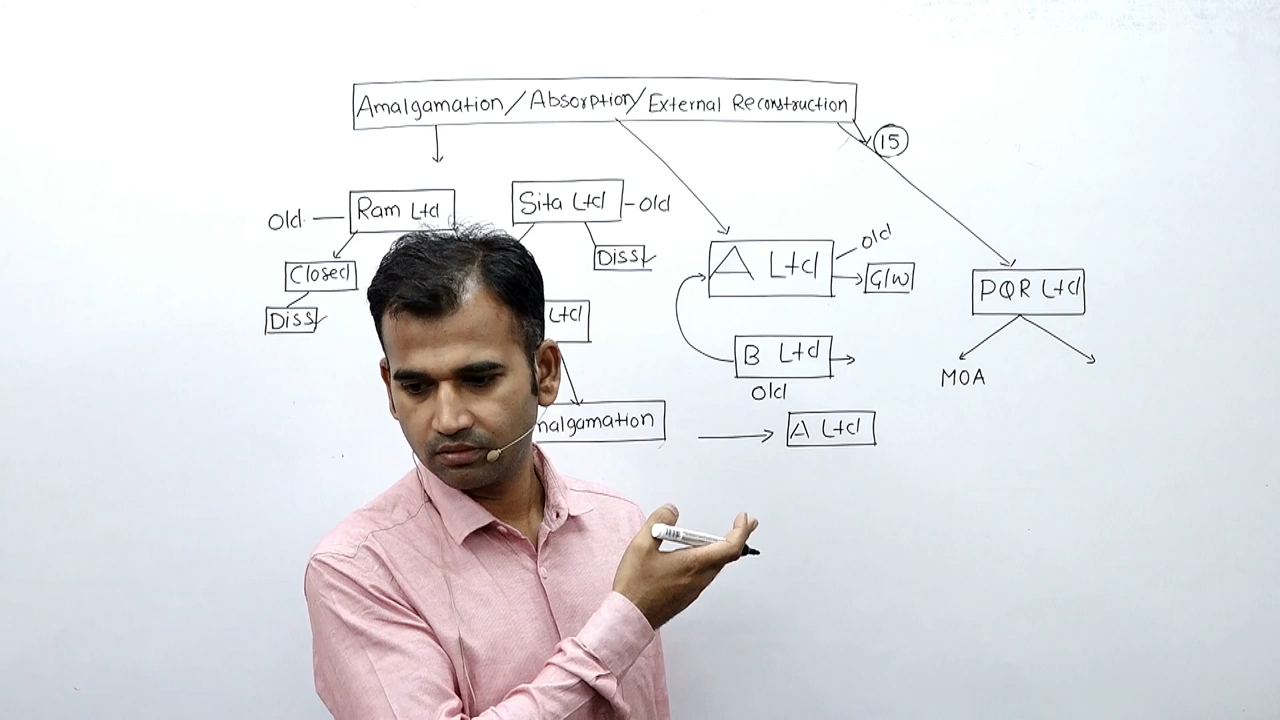 Amalgamation / Absorption / External Reconstruction
15
Old
Ram Ltd
Sita Ltd
Old
Closed
Diss
Diss
Ltd
nalgamation
A Ltd
old
G/W
B Ltd
Old
A Ltd
PQR Ltd
MOA